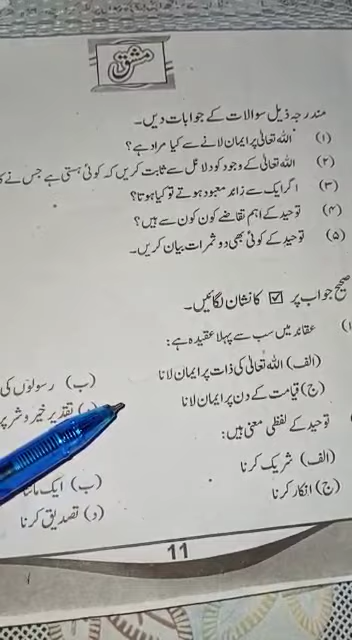 مشق
مندرجہ ذیل سوالات کے جوابات دیں۔
(۱) اللہ تعالیٰ پر ایمان لانے سے کیا مراد ہے؟
(۲) اللہ تعالیٰ کے وجود کو دلائل سے ثابت کریں کہ کوئی ہستی ہے جس نے
(۳) اگر ایک سے زائد معبود ہوتے تو کیا ہوتا؟
(۴) توحید کے اہم تقاضے کون کون سے ہیں؟
(۵) توحید کے کوئی بھی دو ثمرات بیان کریں۔
صحیح جواب پر ☑ کا نشان لگائیں۔
عقائد میں سب سے پہلا عقیدہ ہے:
(الف) اللہ تعالیٰ کی ذات پر ایمان لانا (ب) رسولوں کی
(ج) قیامت کے دن پر ایمان لانا تقدیر خیر و شر پر
توحید کے لفظی معنی ہیں:
(الف) شریک کرنا (ب) ایک ماننا
(ج) انکار کرنا (د) تصدیق کرنا
11